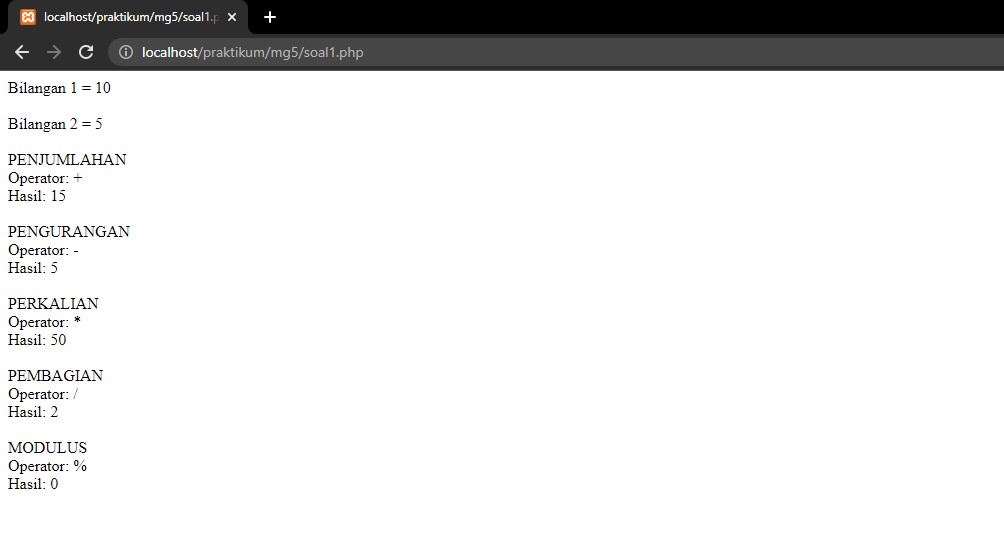 localhost/praktikum/mg5/soal1.p
localhost/praktikum/mg5/soal1.php
Bilangan 1 = 10
Bilangan 2 = 5
PENJUMLAHAN
Operator: +
Hasil: 15
PENGURANGAN
Operator: -
Hasil: 5
PERKALIAN
Operator: *
Hasil: 50
PEMBAGIAN
Operator: /
Hasil: 2
MODULUS
Operator: %
Hasil: 0